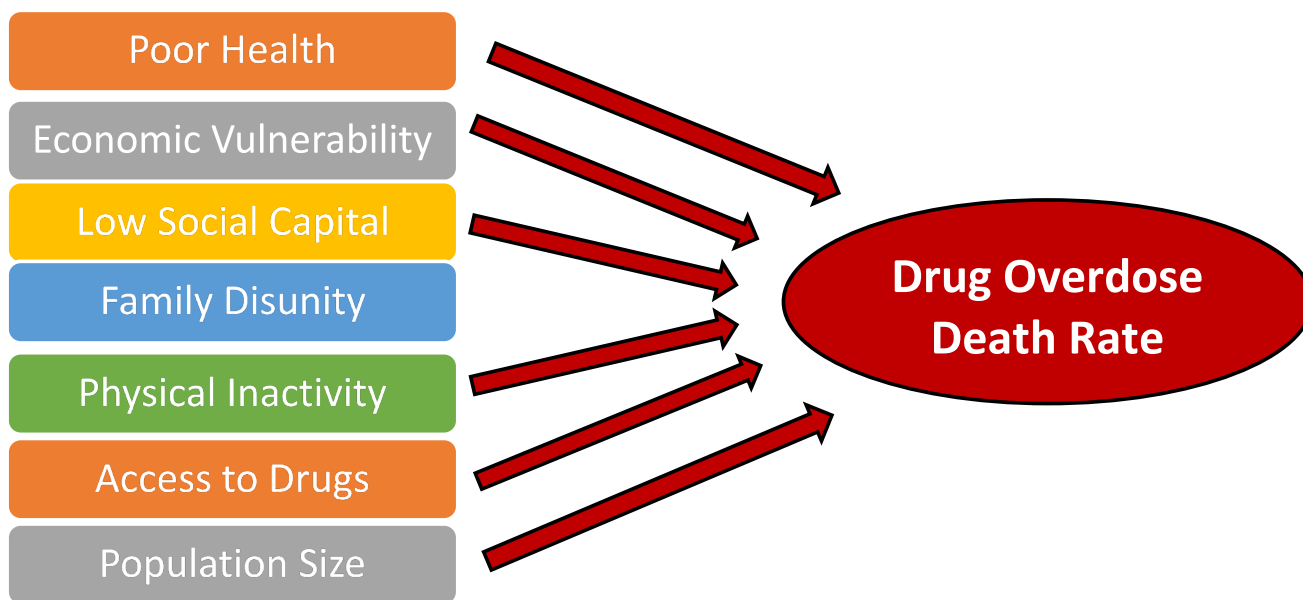 Poor Health
Economic Vulnerability
Low Social Capital
Family Disunity
Physical Inactivity
Access to Drugs
Population Size
Drug Overdose
Death Rate